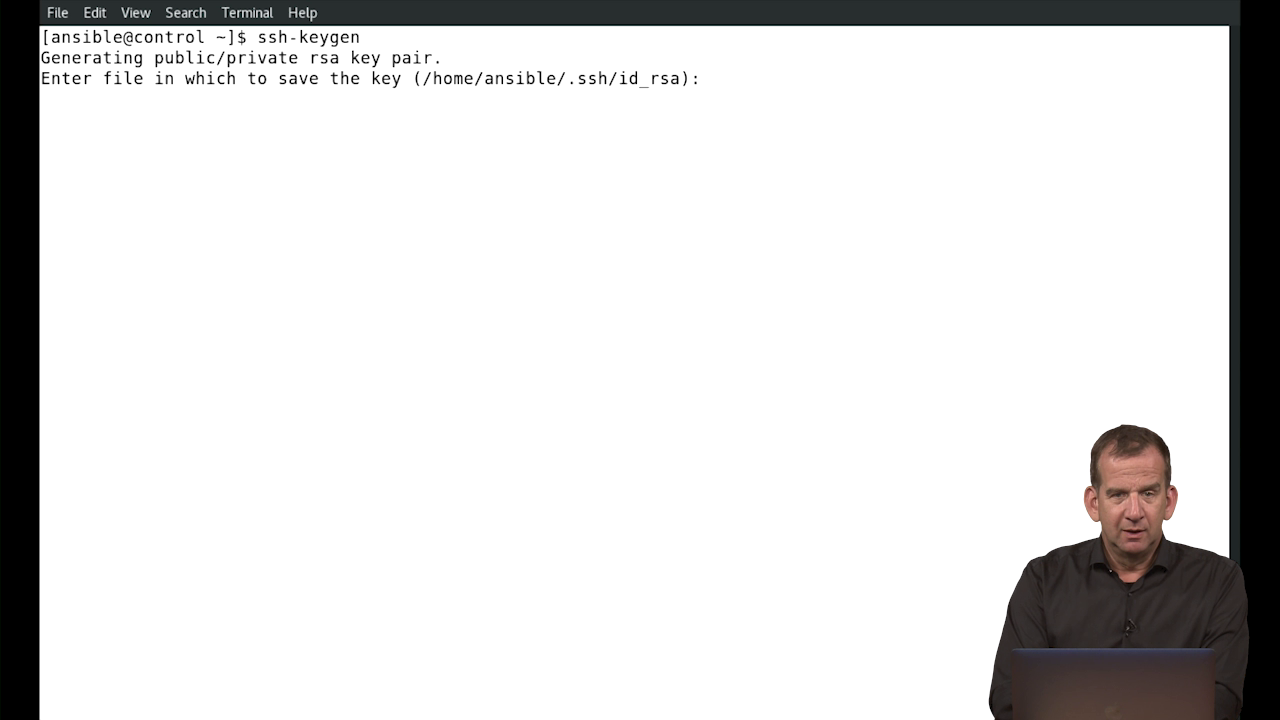 File Edit View Search Terminal Help
[ansible@control ~]$ ssh-keygen
Generating public/private rsa key pair.
Enter file in which to save the key (/home/ansible/.ssh/id_rsa):